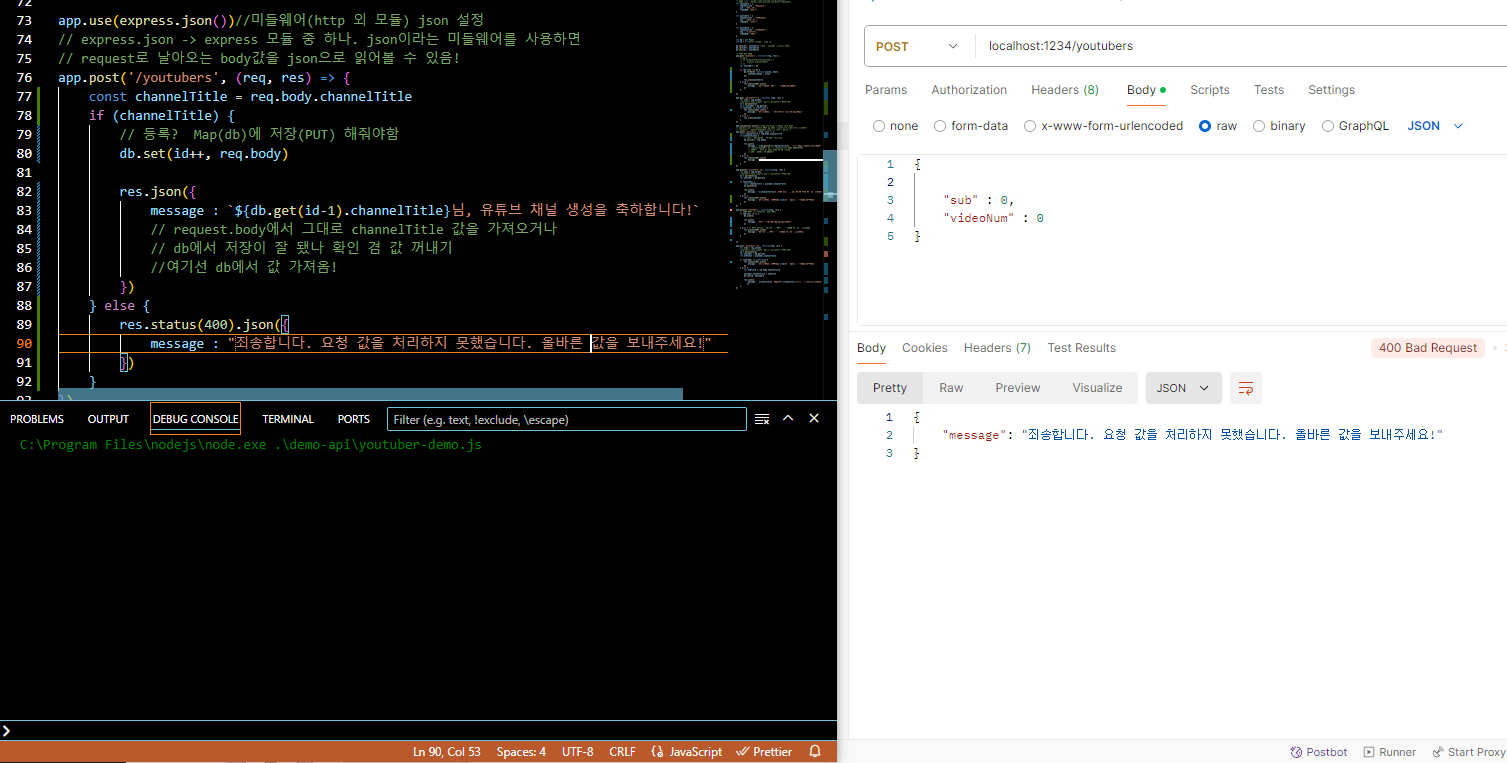 72
73 app.use(express.json())//미들웨어(http 외 모듈) json 설정
74 // express.json -> express 모듈 중 하나. json이라는 미들웨어를 사용하면
75 // request로 날아오는 body값을 json으로 읽어볼 수 있음!
76 app.post('/youtubers', (req, res) => {
77 const channelTitle = req.body.channelTitle
78 if (channelTitle) {
79 // 등록? Map(db)에 저장(PUT) 해줘야함
80 db.set(id++, req.body)
81
82 res.json({
83 message : `${db.get(id-1).channelTitle}님, 유튜브 채널 생성을 축하합니다!`
84 // request.body에서 그대로 channelTitle 값을 가져오거나
85 // db에서 저장이 잘 됐나 확인 겸 값 꺼내기
86 //여기선 db에서 값 가져옴!
87 })
88 } else {
89 res.status(400).json({
90 message : "죄송합니다. 요청 값을 처리하지 못했습니다. 올바른 값을 보내주세요!"
91 })
92 }
93 })
PROBLEMS OUTPUT DEBUG CONSOLE TERMINAL PORTS Filter (e.g. text, !exclude, \escape)
C:\Program Files\nodejs\node.exe .\demo-api\youtuber-demo.js
Ln 90, Col 53 Spaces: 4 UTF-8 CRLF JavaScript Prettier
POST localhost:1234/youtubers
Params Authorization Headers (8) Body Scripts Tests Settings
none form-data x-www-form-urlencoded raw binary GraphQL JSON
1 {
2
3 "sub" : 0,
4 "videoNum" : 0
5 }
Body Cookies Headers (7) Test Results 400 Bad Request
Pretty Raw Preview Visualize JSON
1 {
2 "message": "죄송합니다. 요청 값을 처리하지 못했습니다. 올바른 값을 보내주세요!"
3 }
Postbot Runner Start Proxy